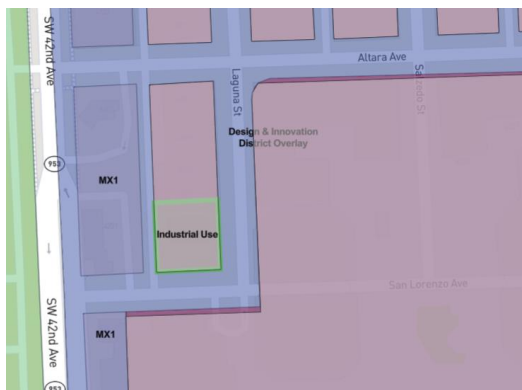 SW 42nd Ave
Altara Ave
Laguna St
Salzedo St
Design & Innovation
District Overlay
953
MX1
Industrial Use
San Lorenzo Ave
SW 42nd Ave
MX1
953